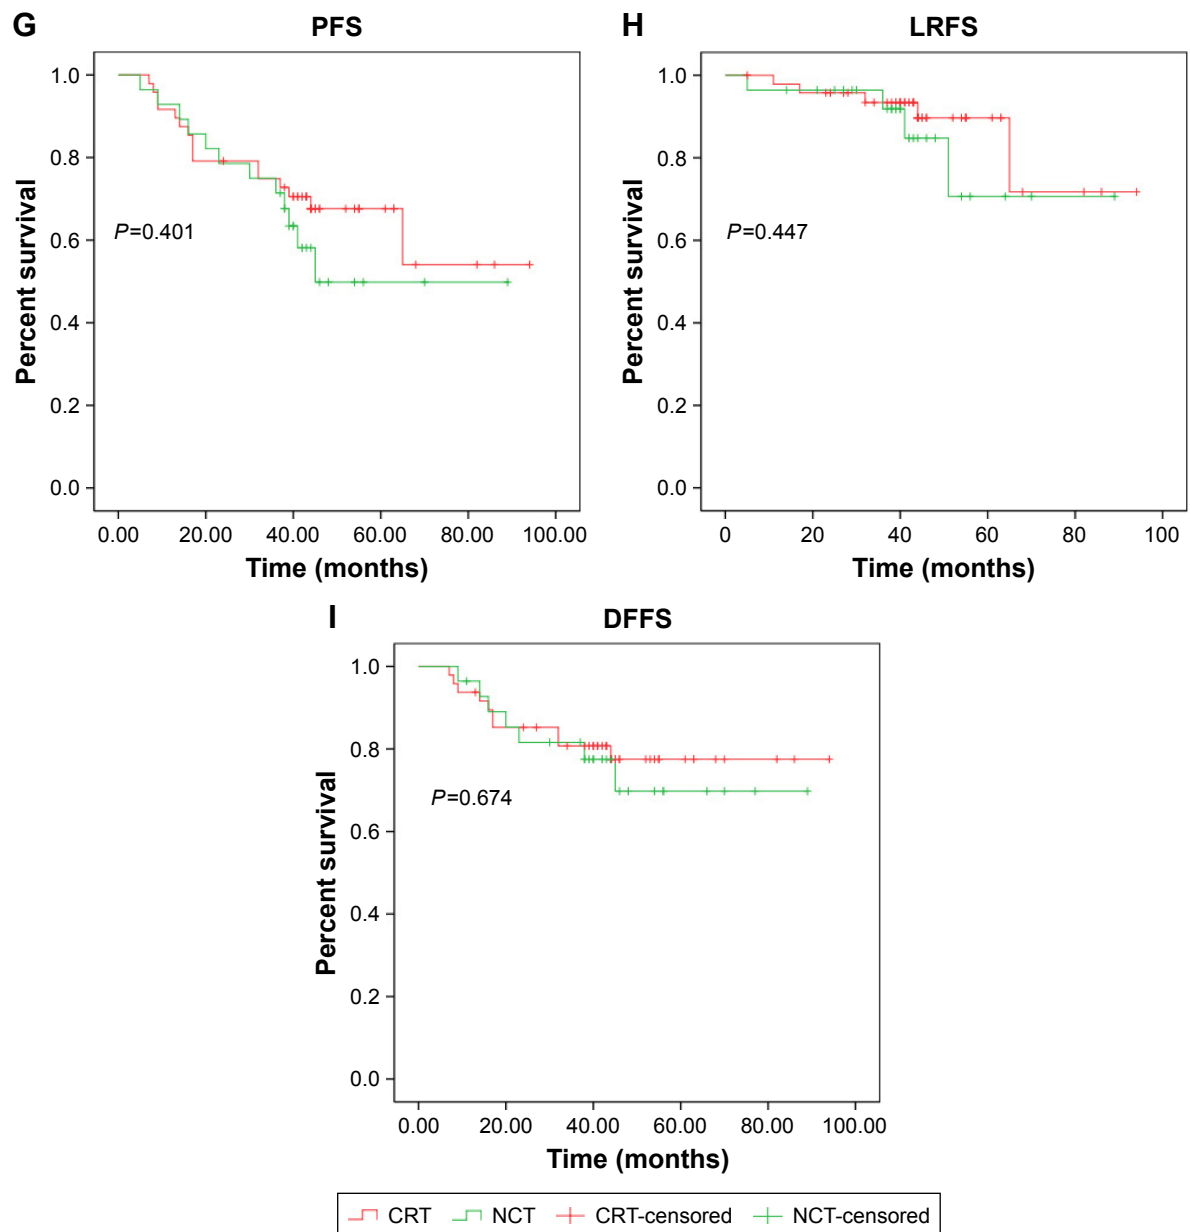 G
PFS
1.0
0.8
0.6
0.4
0.2
0.0
Percent survival
P=0.401
0.00 20.00 40.00 60.00 80.00 100.00
Time (months)
H
LRFS
1.0
0.8
0.6
0.4
0.2
0.0
Percent survival
P=0.447
0 20 40 60 80 100
Time (months)
I
DFFS
1.0
0.8
0.6
0.4
0.2
0.0
Percent survival
P=0.674
0.00 20.00 40.00 60.00 80.00 100.00
Time (months)
CRT NCT CRT-censored NCT-censored